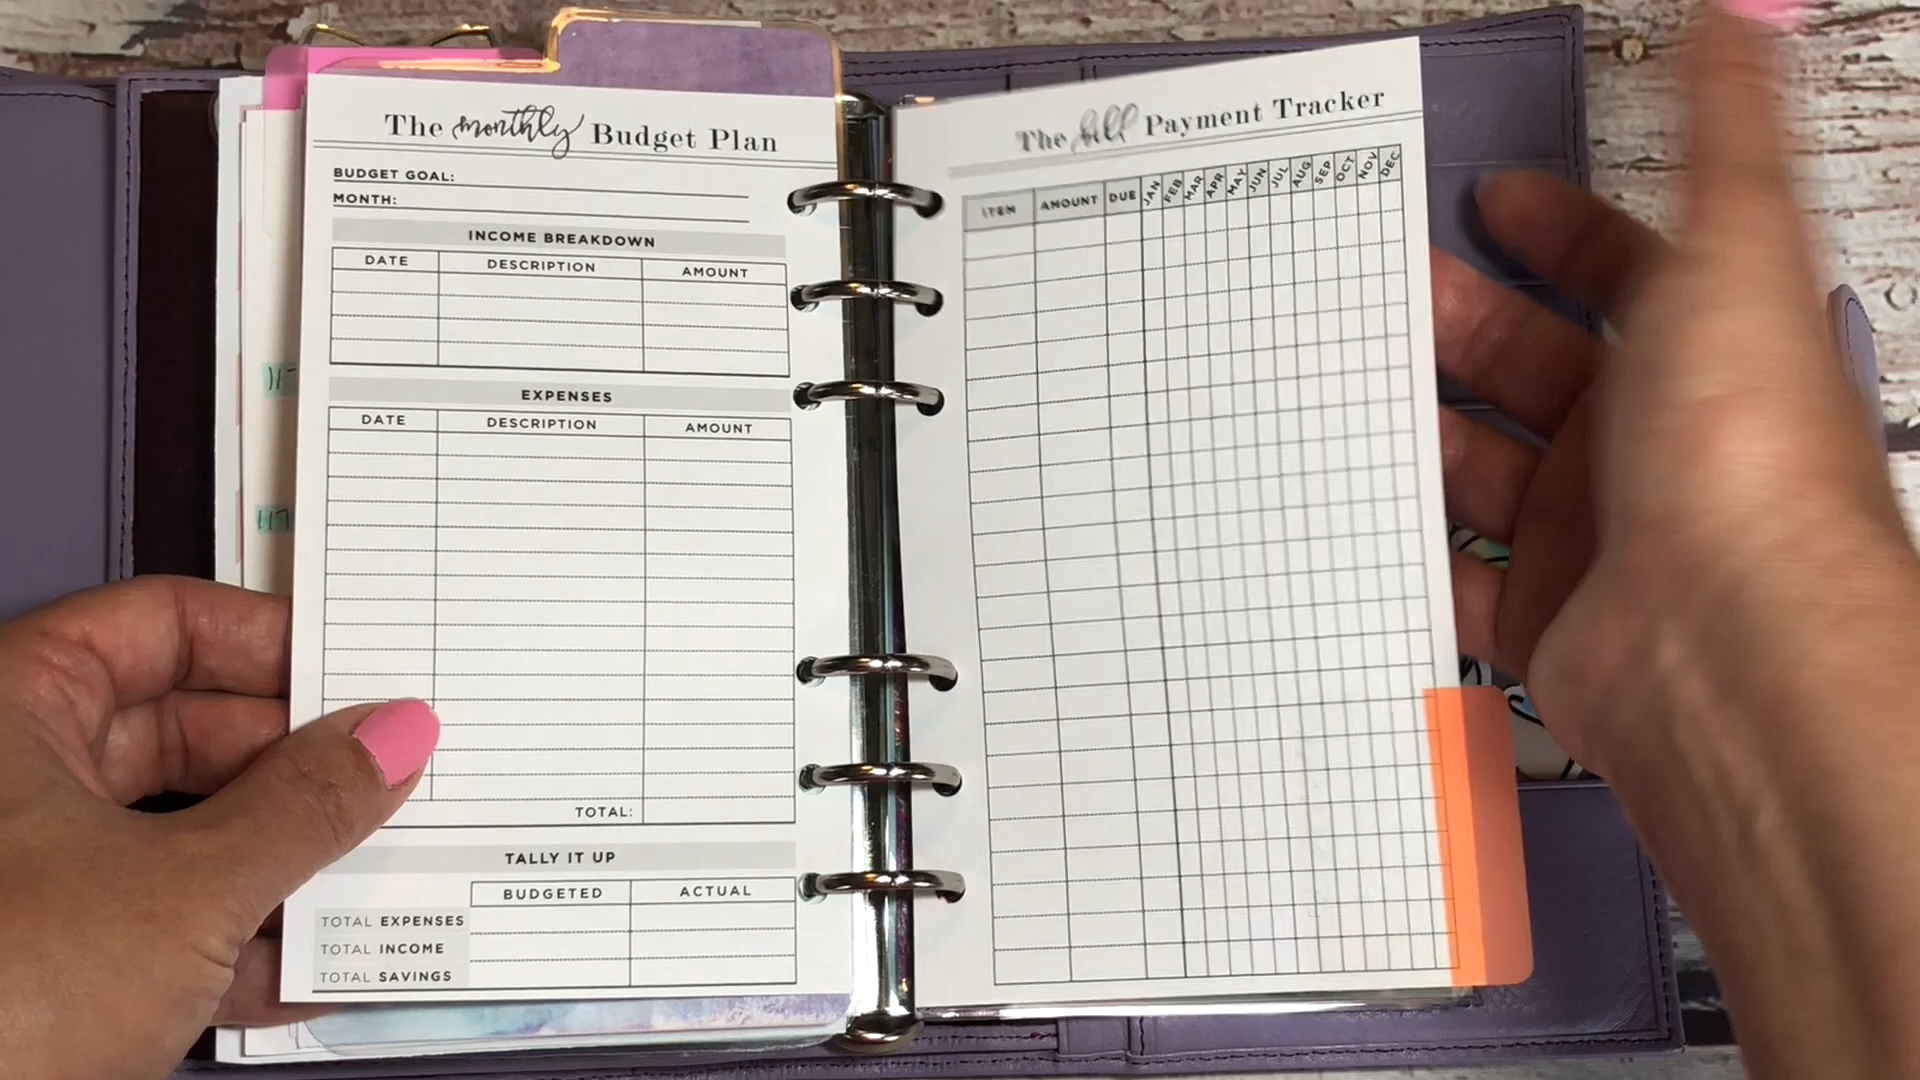 The monthly Budget Plan
BUDGET GOAL:
MONTH:
INCOME BREAKDOWN
DATE DESCRIPTION AMOUNT
EXPENSES
DATE DESCRIPTION AMOUNT
TOTAL:
TALLY IT UP
BUDGETED ACTUAL
TOTAL EXPENSES
TOTAL INCOME
TOTAL SAVINGS
The bill Payment Tracker
ITEM AMOUNT DUE JAN FEB MAR APR MAY JUN JUL AUG SEP OCT NOV DEC